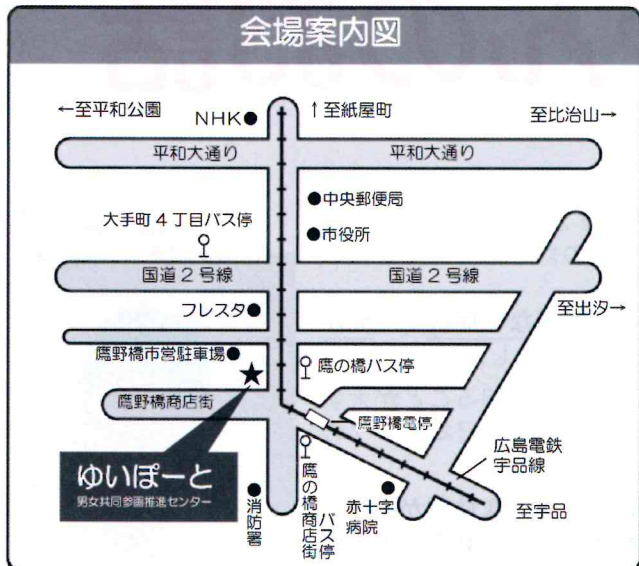 会場案内図
←至平和公園
NHK●
↑至紙屋町
至比治山→
平和大通り
平和大通り
●中央郵便局
大手町４丁目バス停
●市役所
国道２号線
国道２号線
フレスタ●
至出汐→
鷹野橋市営駐車場●
★
鷹の橋バス停
鷹野橋商店街
鷹野橋電停
広島電鉄
宇品線
ゆいぽーと
男女共同参画推進センター
●消防署
鷹の橋商店街
バス停
●
赤十字
病院
至宇品